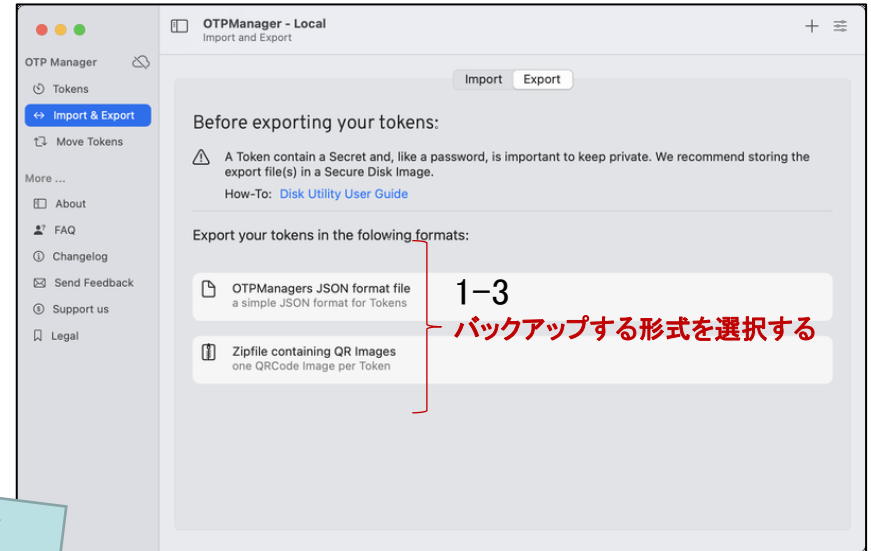 OTPManager - Local
Import and Export
OTP Manager
Tokens
Import & Export
Move Tokens
More ...
About
FAQ
Changelog
Send Feedback
Support us
Legal
Import
Export
Before exporting your tokens:
A Token contain a Secret and, like a password, is important to keep private. We recommend storing the
export file(s) in a Secure Disk Image.
How-To: Disk Utility User Guide
Export your tokens in the folowing formats:
OTPManagers JSON format file
a simple JSON format for Tokens
Zipfile containing QR Images
one QRCode Image per Token
1−3
バックアップする形式を選択する